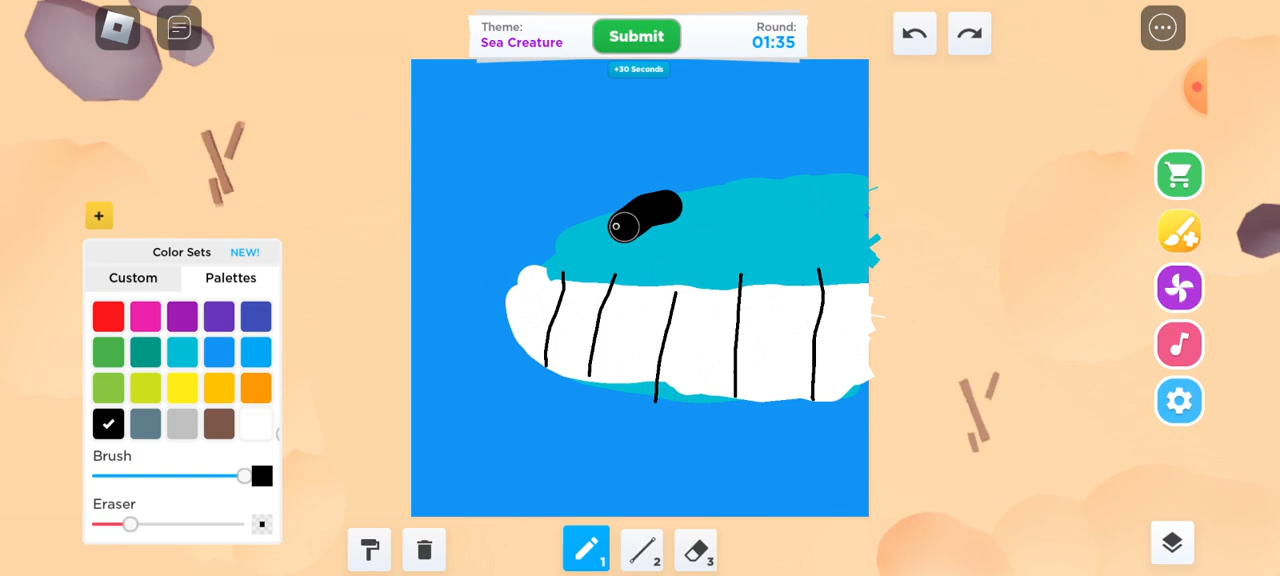 Theme:
Sea Creature
Submit
Round:
01:35
+30 Seconds
+
Color Sets NEW!
Custom Palettes
Brush
Eraser
1
2
3